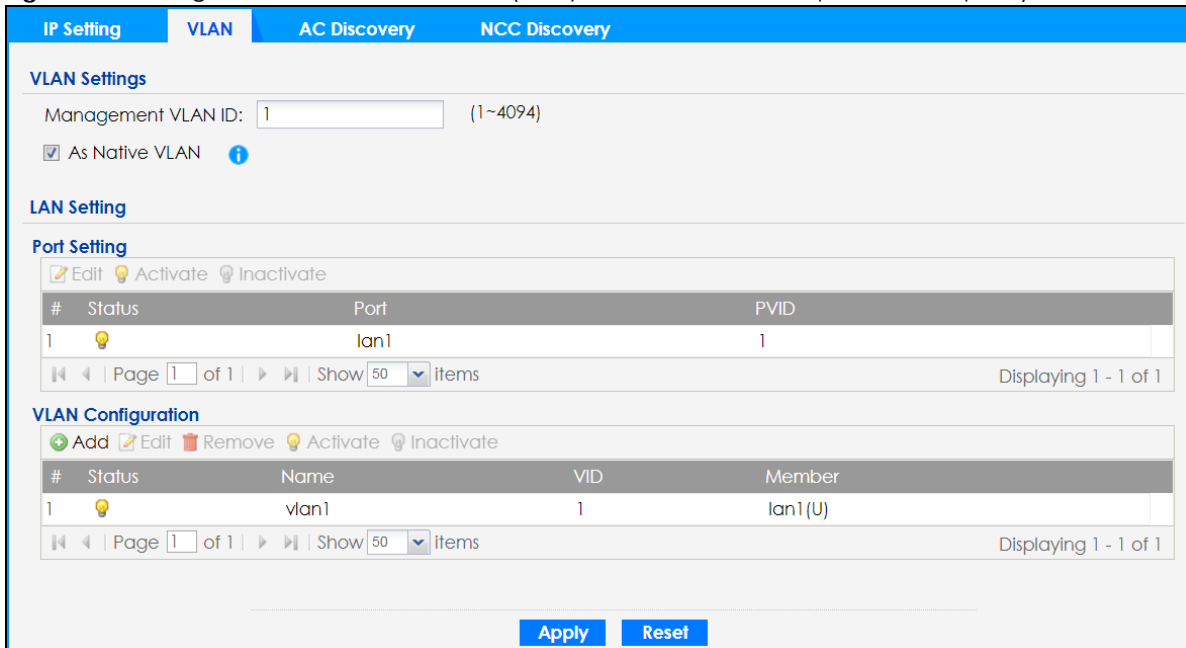 IP Setting VLAN AC Discovery NCC Discovery
VLAN Settings
Management VLAN ID: 1 (1~4094)
As Native VLAN
LAN Setting
Port Setting
Edit Activate Inactivate
# Status Port PVID
1 lan1 1
Page 1 of 1 Show 50 items Displaying 1 - 1 of 1
VLAN Configuration
Add Edit Remove Activate Inactivate
# Status Name VID Member
1 vlan1 1 lan1(U)
Page 1 of 1 Show 50 items Displaying 1 - 1 of 1
Apply Reset